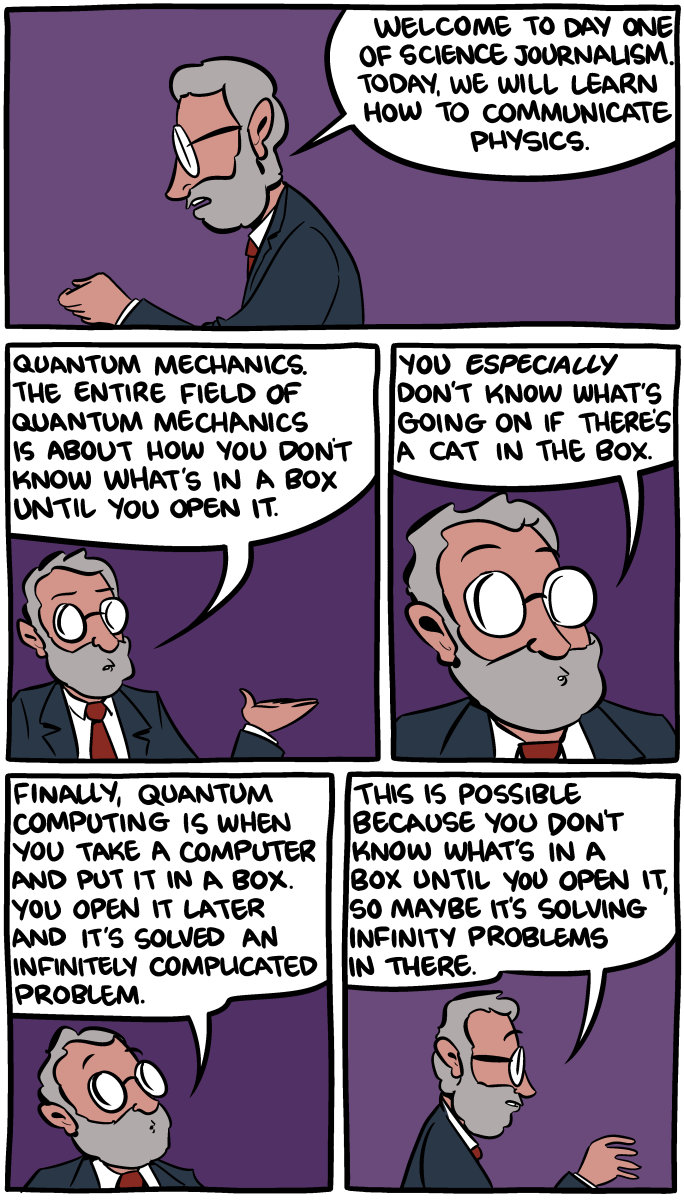 WELCOME TO DAY ONE
OF SCIENCE JOURNALISM.
TODAY, WE WILL LEARN
HOW TO COMMUNICATE
PHYSICS.
QUANTUM MECHANICS.
THE ENTIRE FIELD OF
QUANTUM MECHANICS
IS ABOUT HOW YOU DON'T
KNOW WHAT'S IN A BOX
UNTIL YOU OPEN IT.
YOU ESPECIALLY
DON'T KNOW WHAT'S
GOING ON IF THERE'S
A CAT IN THE BOX.
FINALLY, QUANTUM
COMPUTING IS WHEN
YOU TAKE A COMPUTER
AND PUT IT IN A BOX.
YOU OPEN IT LATER
AND IT'S SOLVED AN
INFINITELY COMPLICATED
PROBLEM.
THIS IS POSSIBLE
BECAUSE YOU DON'T
KNOW WHAT'S IN A
BOX UNTIL YOU OPEN IT,
SO MAYBE IT'S SOLVING
INFINITY PROBLEMS
IN THERE.